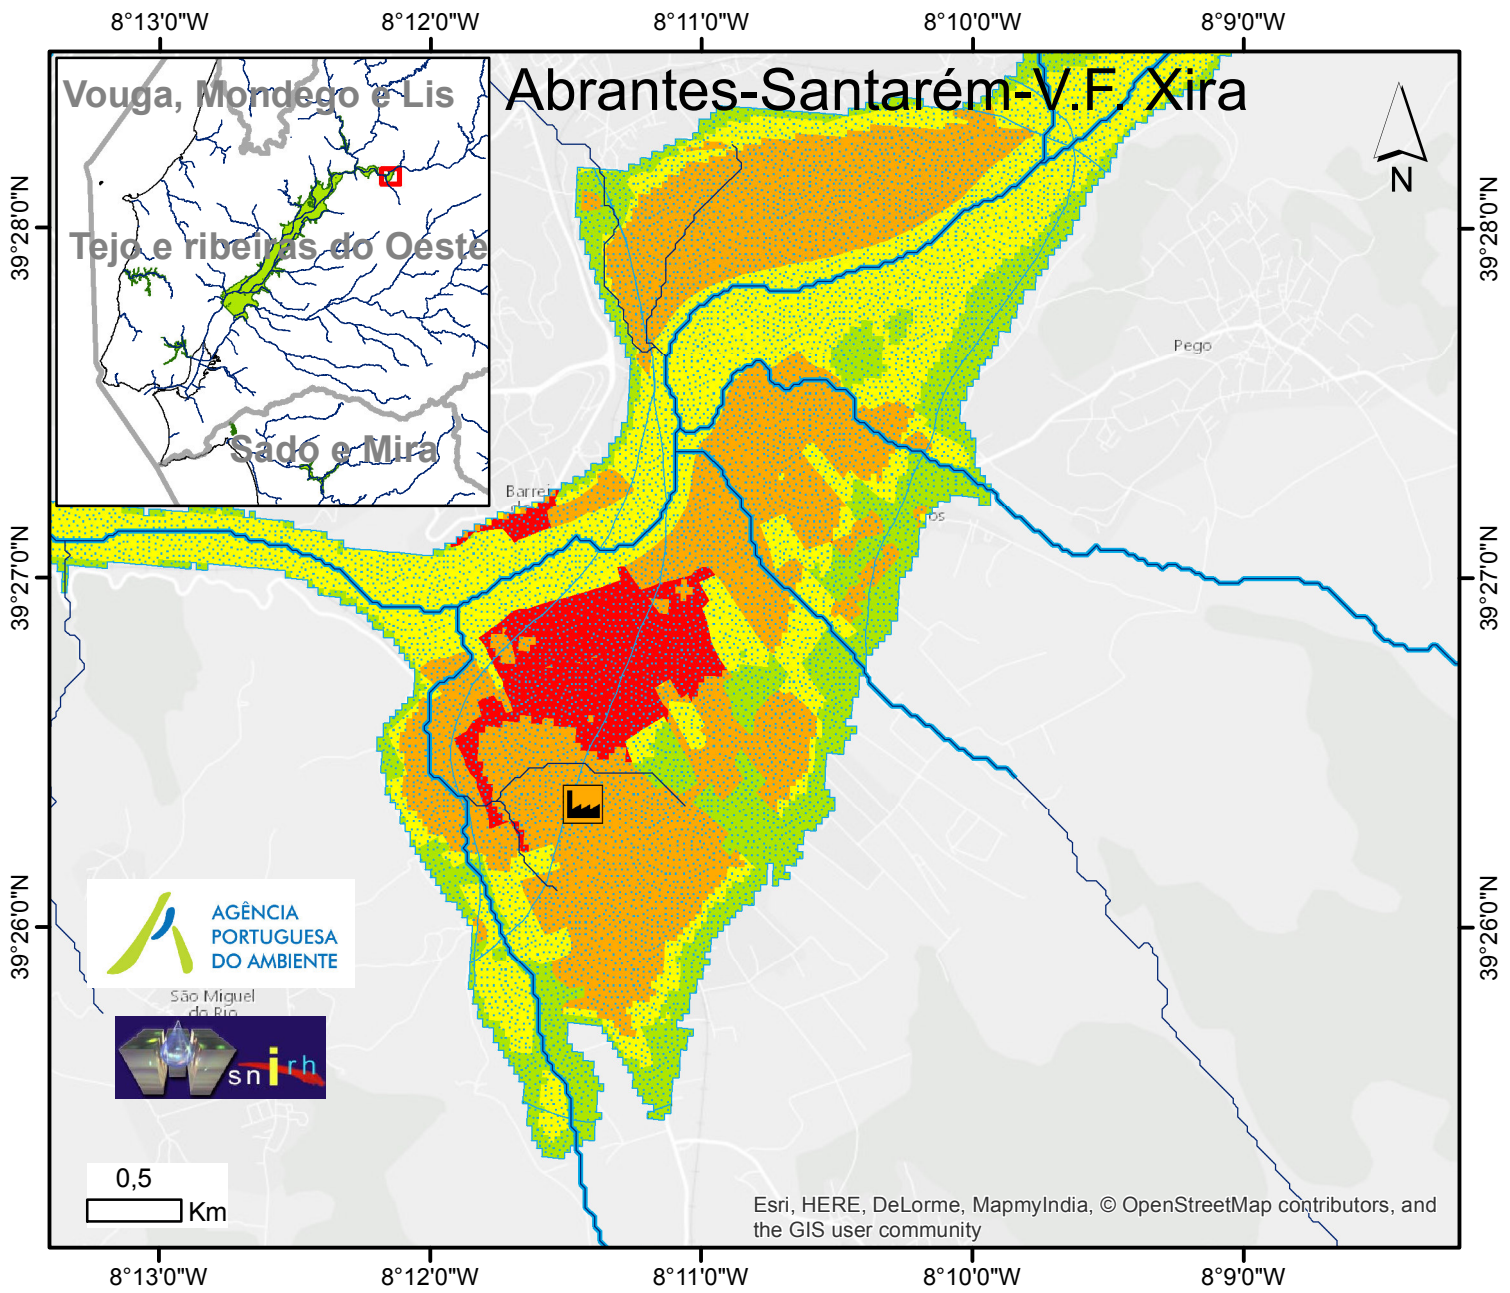 8°13'0"W 8°12'0"W 8°11'0"W 8°10'0"W 8°9'0"W
Abrantes-Santarém-V.F. Xira
Vouga, Mondego e Lis
Tejo e ribeiras do Oeste
Sado e Mira
N
39°28'0"N 39°28'0"N
Pego
39°27'0"N 39°27'0"N
39°26'0"N 39°26'0"N
AGÊNCIA
PORTUGUESA
DO AMBIENTE
São Miguel
do Rio
snirh
0,5
Km
Esri, HERE, DeLorme, MapmyIndia, © OpenStreetMap contributors, and
the GIS user community
8°13'0"W 8°12'0"W 8°11'0"W 8°10'0"W 8°9'0"W